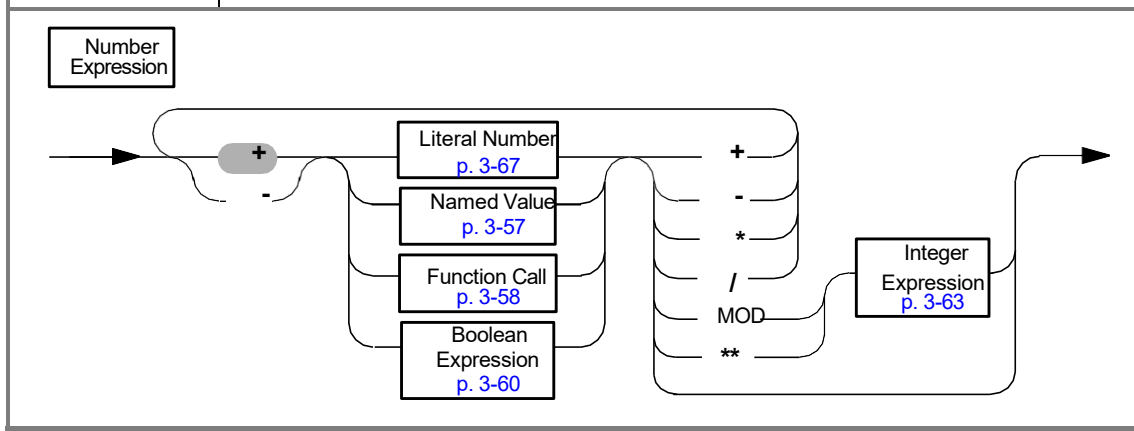 Number
Expression
+
-
Literal Number
p. 3-67
Named Value
p. 3-57
Function Call
p. 3-58
Boolean
Expression
p. 3-60
+
-
*
/
MOD
**
Integer
Expression
p. 3-63